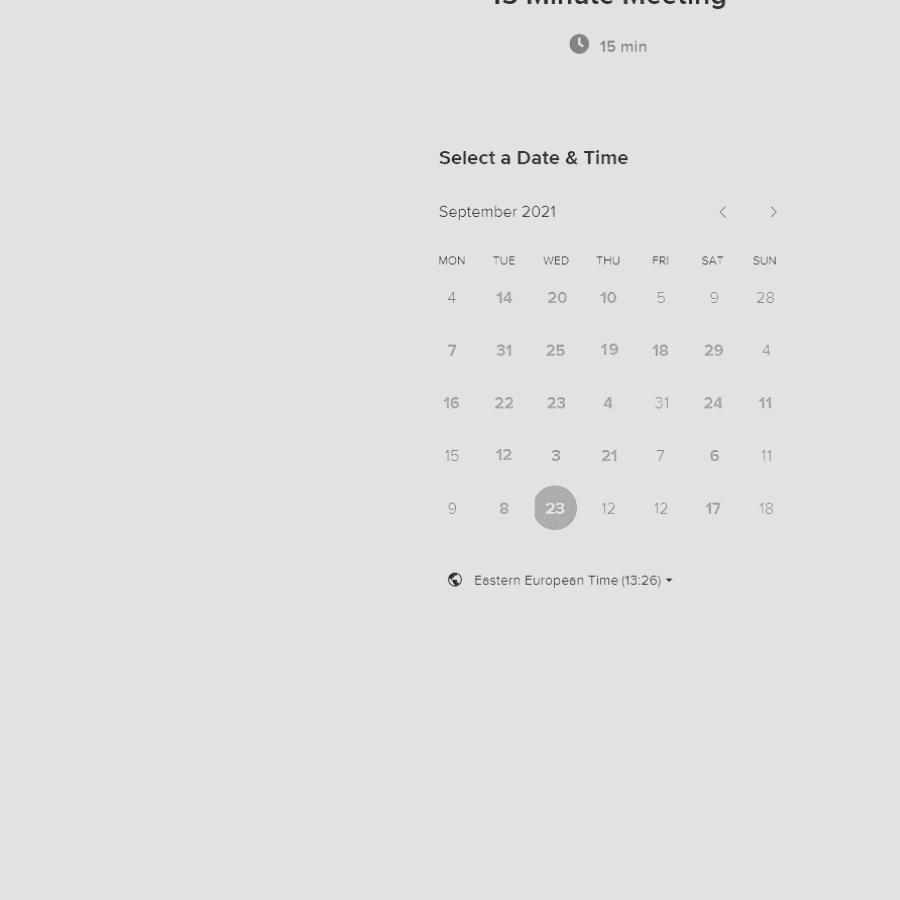 15 Minute Meeting
15 min
Select a Date & Time
September 2021
MON TUE WED THU FRI SAT SUN
4 14 20 10 5 9 28
7 31 25 19 18 29 4
16 22 23 4 31 24 11
15 12 3 21 7 6 11
9 8 23 12 12 17 18
Eastern European Time (13:26)